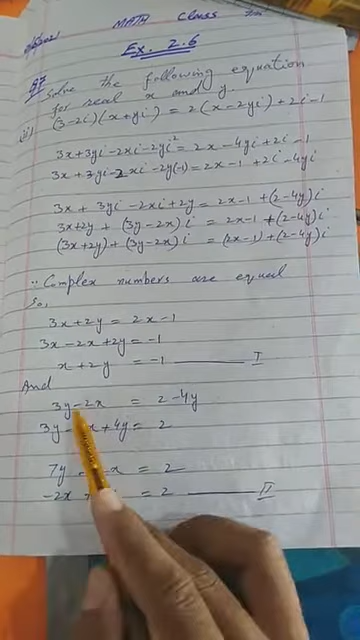 MATH Class
Ex. 2.6
Q7 Solve the following equation
for real x and y.
(3-2i)(x+yi) = 2(x-2yi)+2i-1
3x+3yi-2xi-2yi² = 2x-4yi+2i-1
3x+3yi-2xi-2y(-1) = 2x-1+2i-4yi
3x+3yi-2xi+2y = 2x-1+(2-4y)i
3x+2y+(3y-2x)i = 2x-1+(2-4y)i
(3x+2y)+(3y-2x)i = (2x-1)+(2-4y)i
∵ Complex numbers are equal
So,
3x+2y = 2x-1
3x-2x+2y = -1
x+2y = -1 I
And
3y-2x = 2-4y
3y- x+4y = 2
7y x = 2
-2x = 2 II